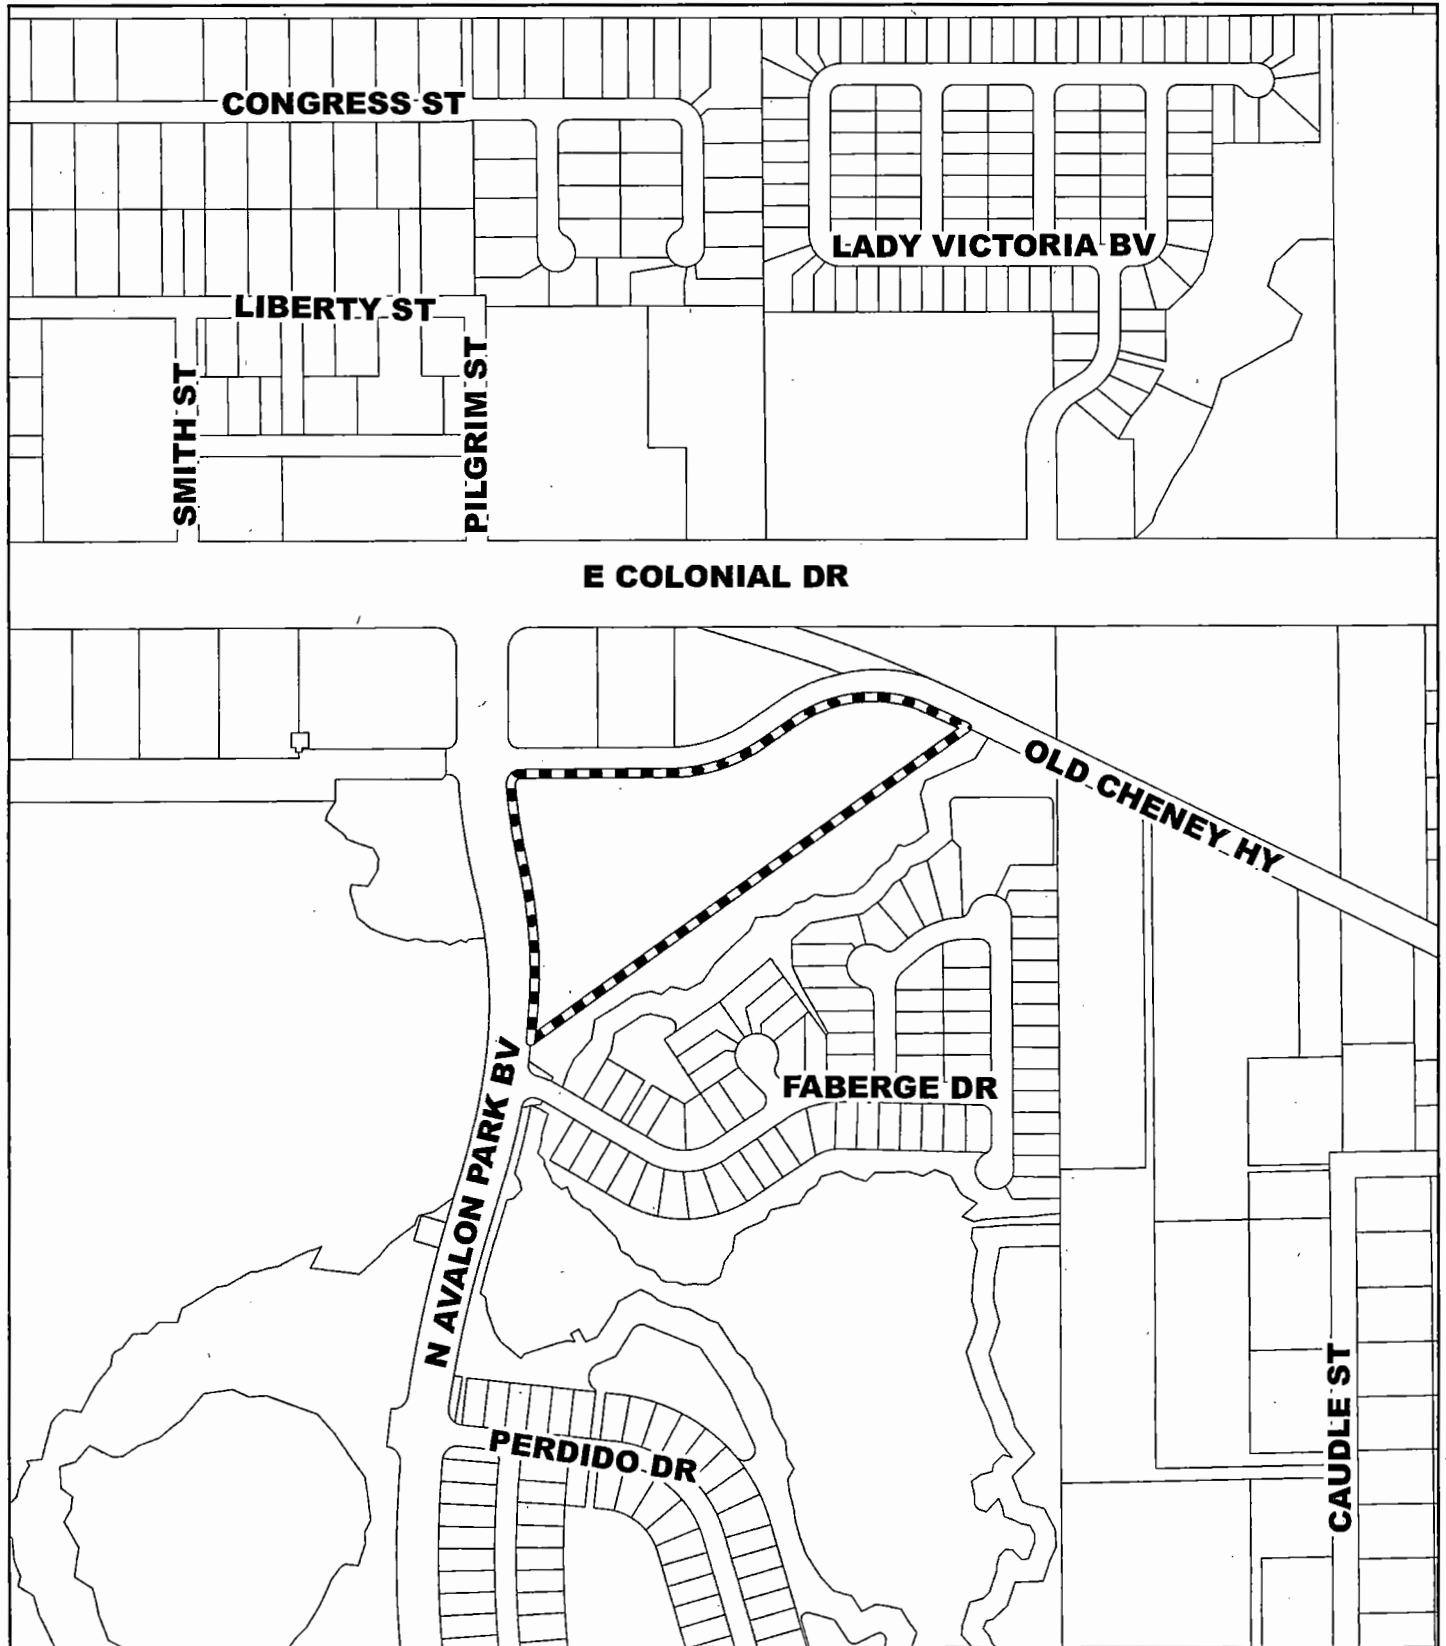 CONGRESS ST
LADY VICTORIA BV
LIBERTY ST
SMITH ST
PILGRIM ST
E COLONIAL DR
OLD CHENEY HY
FABERGE DR
N AVALON PARK BV
PERDIDO DR
CAUDLE ST